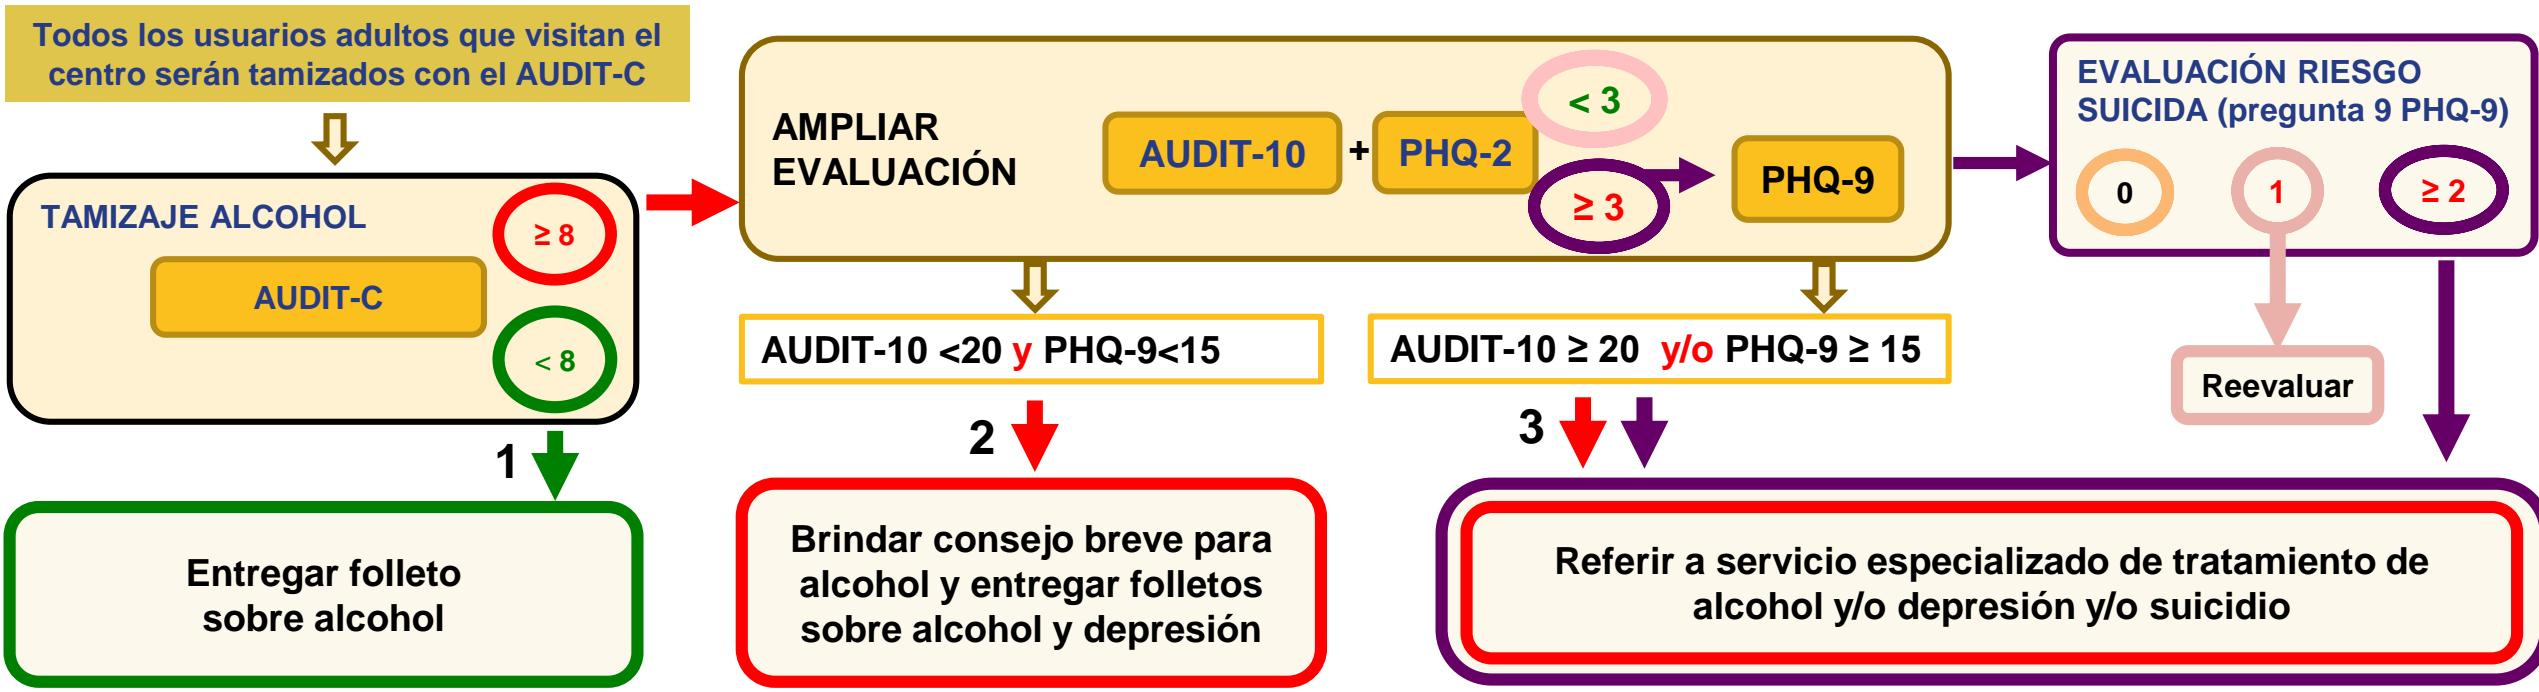 Todos los usuarios adultos que visitan el
centro serán tamizados con el AUDIT-C
TAMIZAJE ALCOHOL
≥ 8
AUDIT-C
< 8
1
Entregar folleto
sobre alcohol
AMPLIAR
EVALUACIÓN
AUDIT-10
+
PHQ-2
< 3
≥ 3
PHQ-9
AUDIT-10 <20 y PHQ-9<15
2
Brindar consejo breve para
alcohol y entregar folletos
sobre alcohol y depresión
AUDIT-10 ≥ 20 y/o PHQ-9 ≥ 15
3
EVALUACIÓN RIESGO
SUICIDA (pregunta 9 PHQ-9)
0
1
≥ 2
Reevaluar
Referir a servicio especializado de tratamiento de
alcohol y/o depresión y/o suicidio